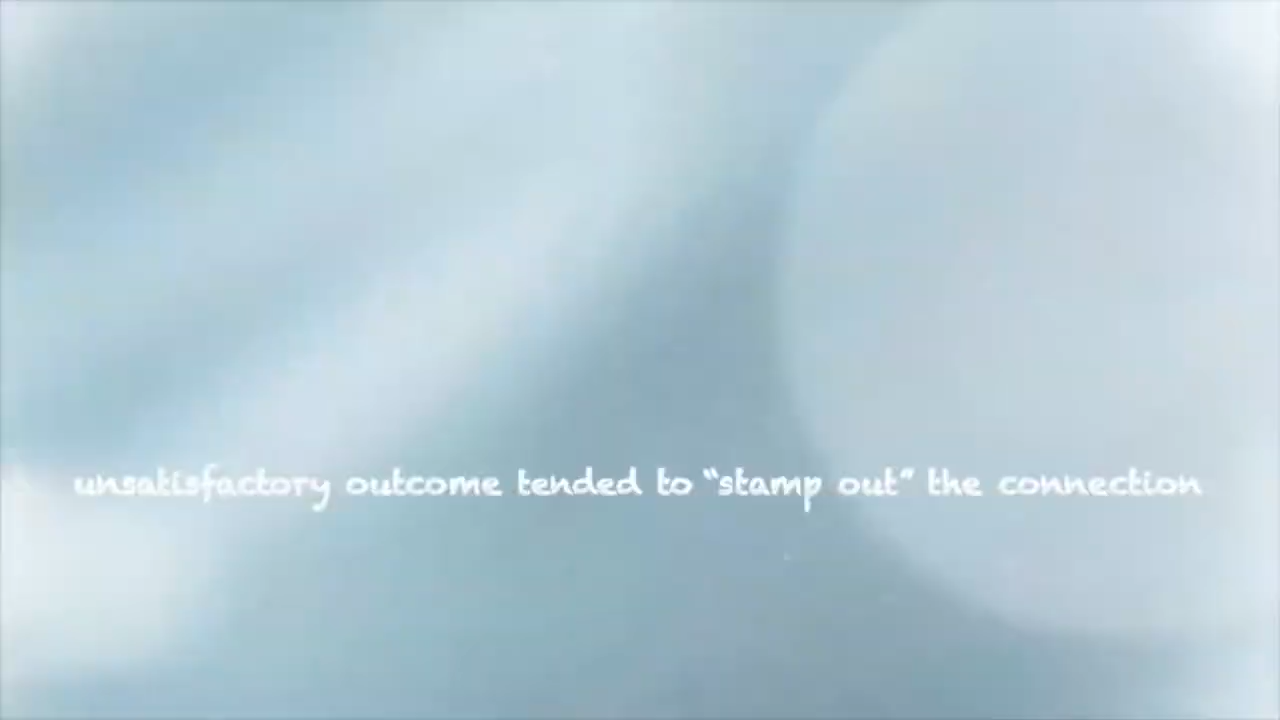 unsatisfactory outcome tended to “stamp out” the connection